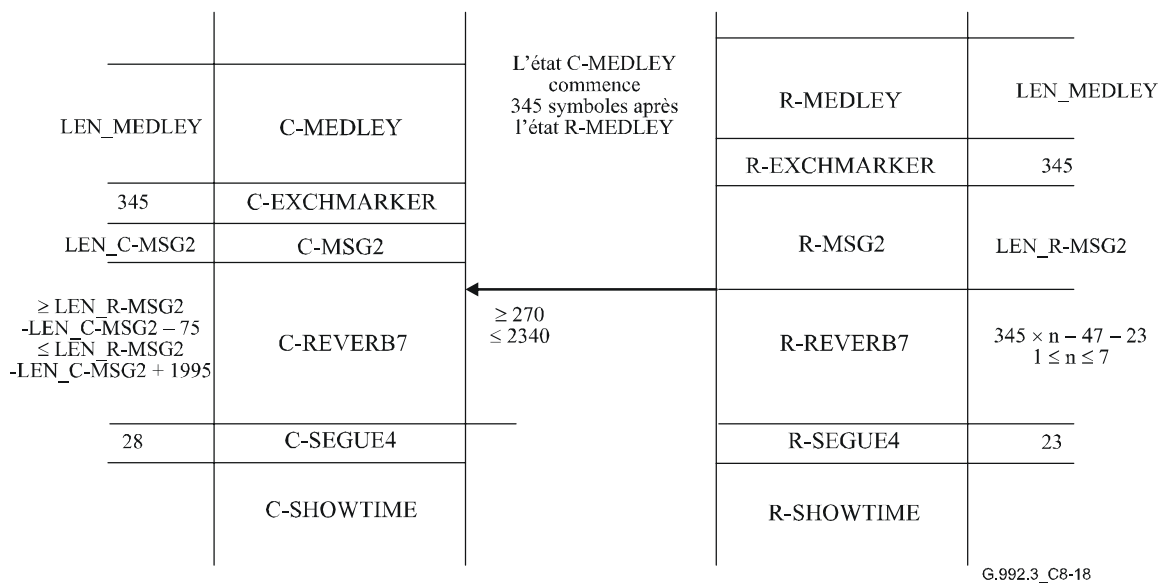 L'état C-MEDLEY
commence
345 symboles après
l'état R-MEDLEY
LEN_MEDLEY
C-MEDLEY
R-MEDLEY
LEN_MEDLEY
R-EXCHMARKER
345
345
C-EXCHMARKER
LEN_C-MSG2
C-MSG2
R-MSG2
LEN_R-MSG2
≥ LEN_R-MSG2
-LEN_C-MSG2 – 75
≤ LEN_R-MSG2
-LEN_C-MSG2 + 1995
C-REVERB7
≥ 270
≤ 2340
R-REVERB7
345 × n – 47 – 23
1 ≤ n ≤ 7
28
C-SEGUE4
R-SEGUE4
23
C-SHOWTIME
R-SHOWTIME
G.992.3_C8-18